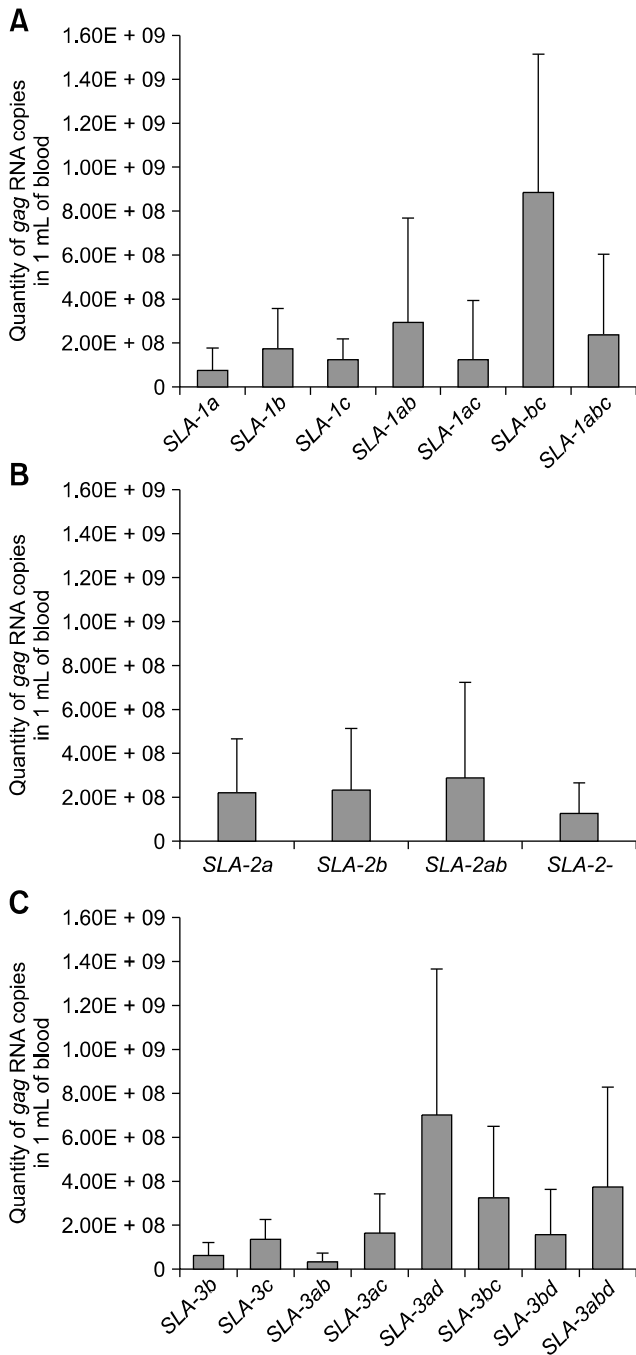 A
Quantity of gag RNA copies
in 1 mL of blood
1.60E + 09
1.40E + 09
1.20E + 09
1.00E + 09
8.00E + 08
6.00E + 08
4.00E + 08
2.00E + 08
0
SLA-1a
SLA-1b
SLA-1c
SLA-1ab
SLA-1ac
SLA-bc
SLA-1abc
B
Quantity of gag RNA copies
in 1 mL of blood
1.60E + 09
1.40E + 09
1.20E + 09
1.00E + 09
8.00E + 08
6.00E + 08
4.00E + 08
2.00E + 08
0
SLA-2a
SLA-2b
SLA-2ab
SLA-2-
C
Quantity of gag RNA copies
in 1 mL of blood
1.60E + 09
1.40E + 09
1.20E + 09
1.00E + 09
8.00E + 08
6.00E + 08
4.00E + 08
2.00E + 08
0
SLA-3b
SLA-3c
SLA-3ab
SLA-3ac
SLA-3ad
SLA-3bc
SLA-3bd
SLA-3abd